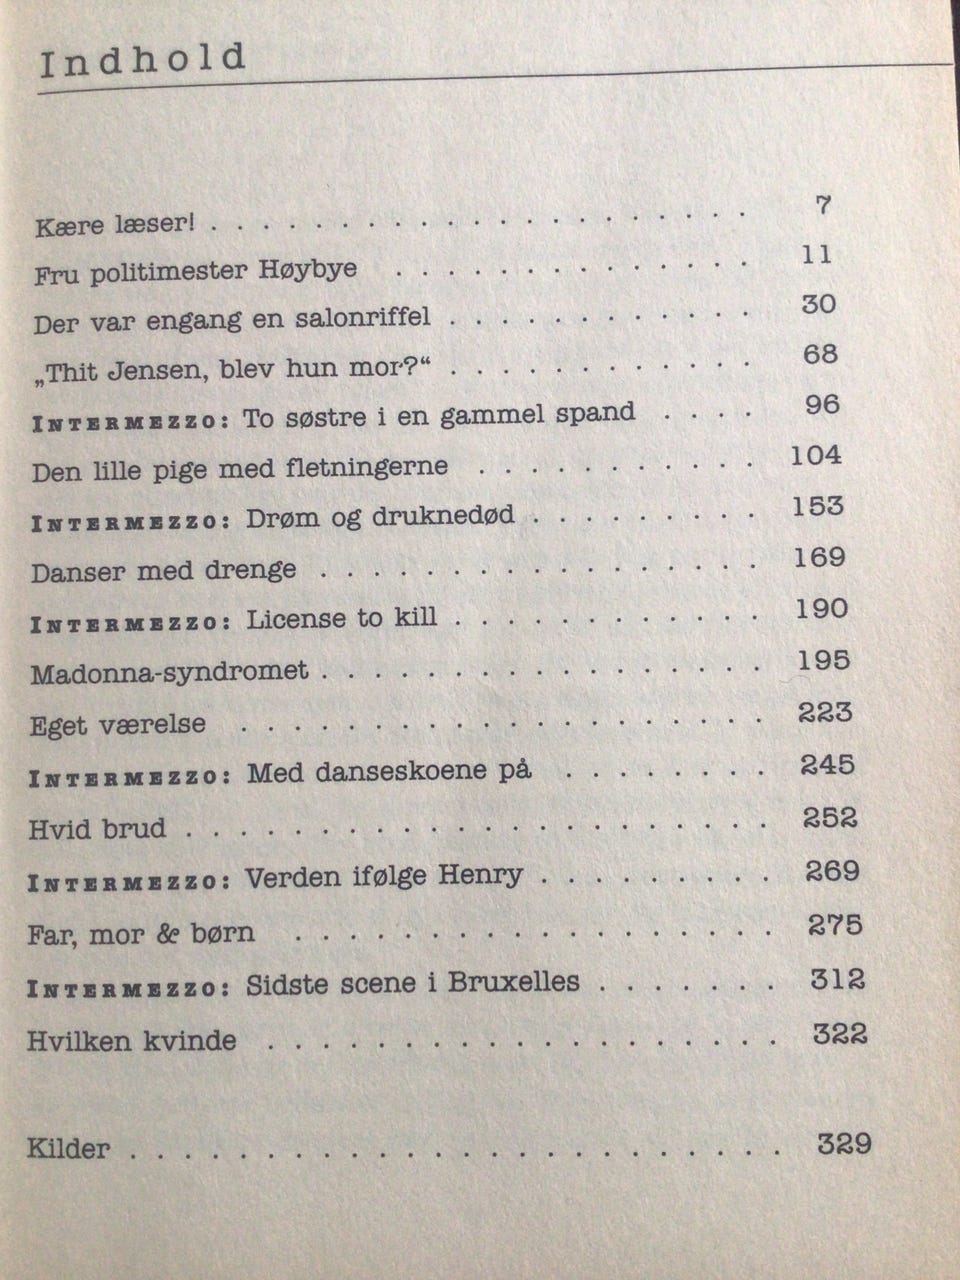 Indhold
Kære læser! . . . . . . . . . . . . . . . . . . . . . 7
Fru politimester Høybye . . . . . . . . . . . . . . 11
Der var engang en salonriffel . . . . . . . . . . . . 30
„Thit Jensen, blev hun mor?“ . . . . . . . . . . . . 68
INTERMEZZO: To søstre i en gammel spand . . . . 96
Den lille pige med fletningerne . . . . . . . . . . . 104
INTERMEZZO: Drøm og druknedød . . . . . . . . . 153
Danser med drenge . . . . . . . . . . . . . . . . . 169
INTERMEZZO: License to kill . . . . . . . . . . . . 190
Madonna-syndromet . . . . . . . . . . . . . . . . . 195
Eget værelse . . . . . . . . . . . . . . . . . . . . 223
INTERMEZZO: Med danseskoene på . . . . . . . . 245
Hvid brud . . . . . . . . . . . . . . . . . . . . . . 252
INTERMEZZO: Verden ifølge Henry . . . . . . . . . 269
Far, mor & børn . . . . . . . . . . . . . . . . . . 275
INTERMEZZO: Sidste scene i Bruxelles . . . . . . . 312
Hvilken kvinde . . . . . . . . . . . . . . . . . . . 322
Kilder . . . . . . . . . . . . . . . . . . . . . . . . . 329